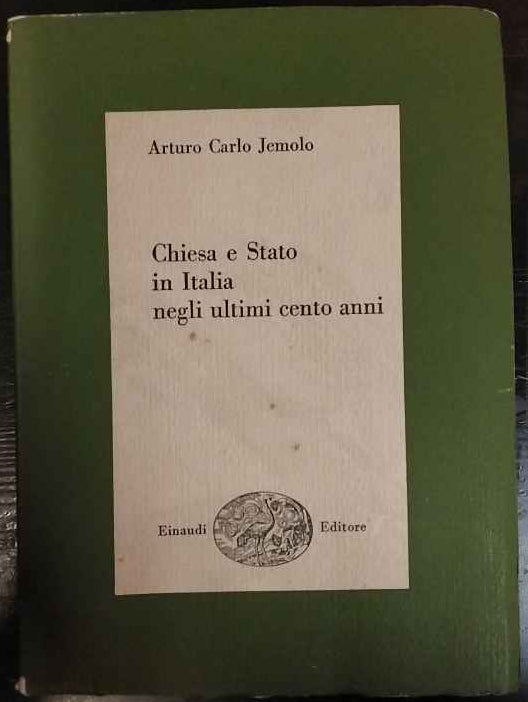 Arturo Carlo Jemolo
Chiesa e Stato
in Italia
negli ultimi cento anni
Einaudi Editore